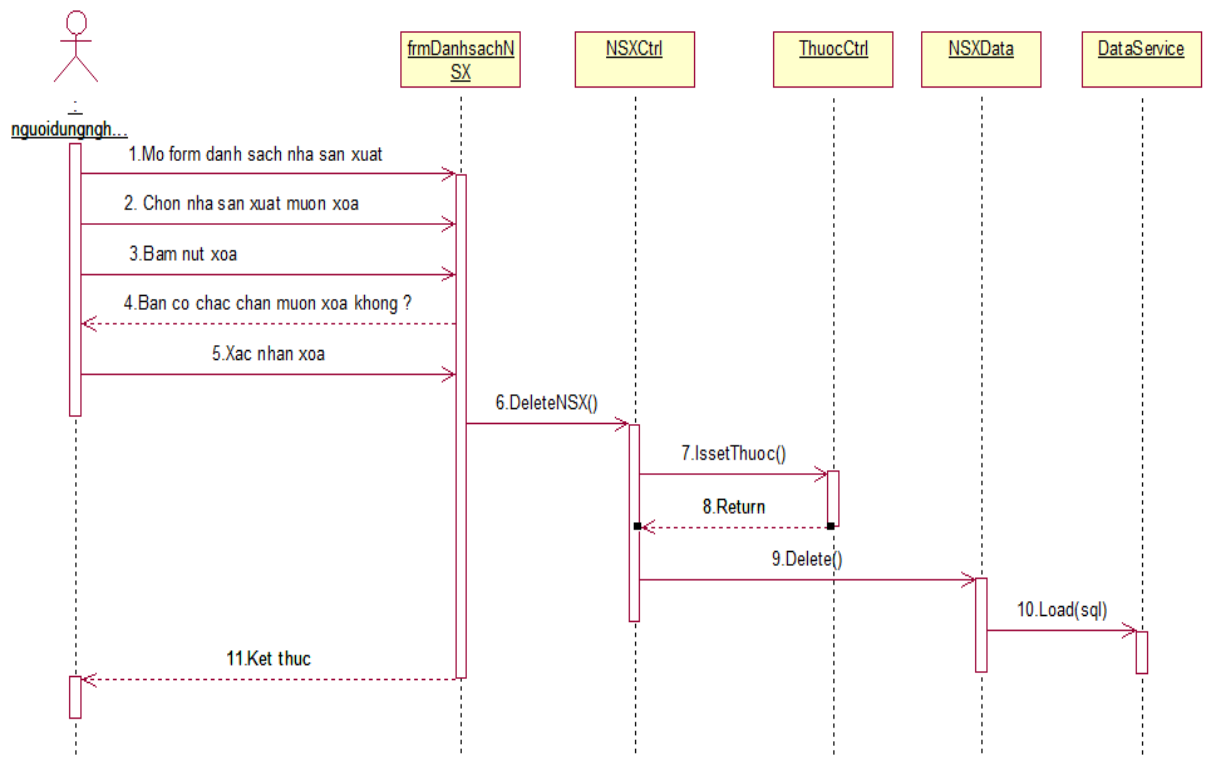 frmDanhsachN
SX
NSXCtrl
ThuocCtrl
NSXData
DataService
:
nguoidungngh...
1.Mo form danh sach nha san xuat
2. Chon nha san xuat muon xoa
3.Bam nut xoa
4.Ban co chac chan muon xoa khong ?
5.Xac nhan xoa
6.DeleteNSX()
7.IssetThuoc()
8.Return
9.Delete()
10.Load(sql)
11.Ket thuc